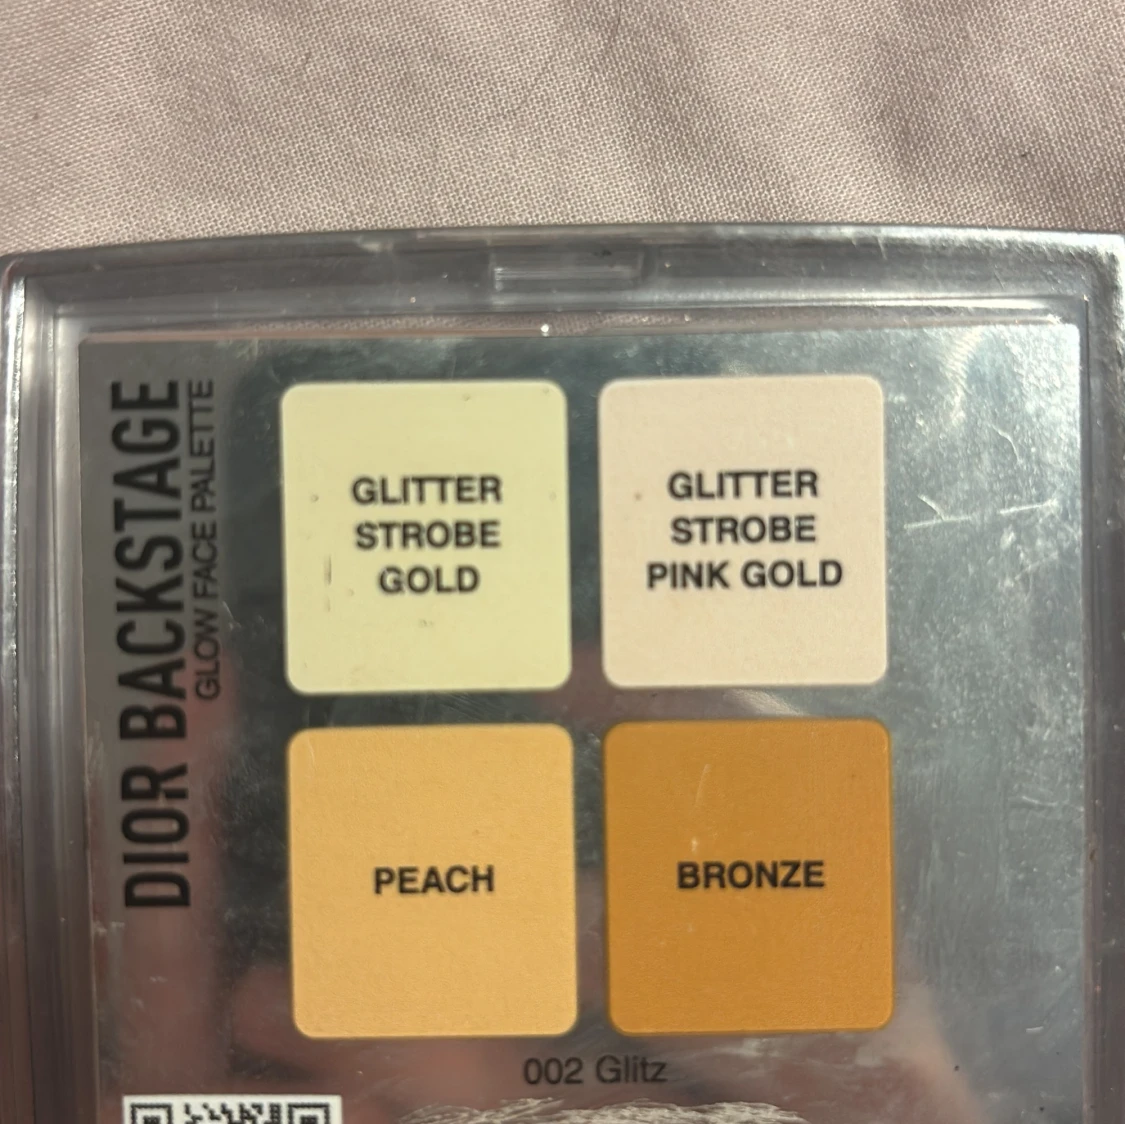 DIOR BACKSTAGE
GLOW FACE PALETTE
GLITTER
STROBE
GOLD
GLITTER
STROBE
PINK GOLD
PEACH
BRONZE
002 Glitz